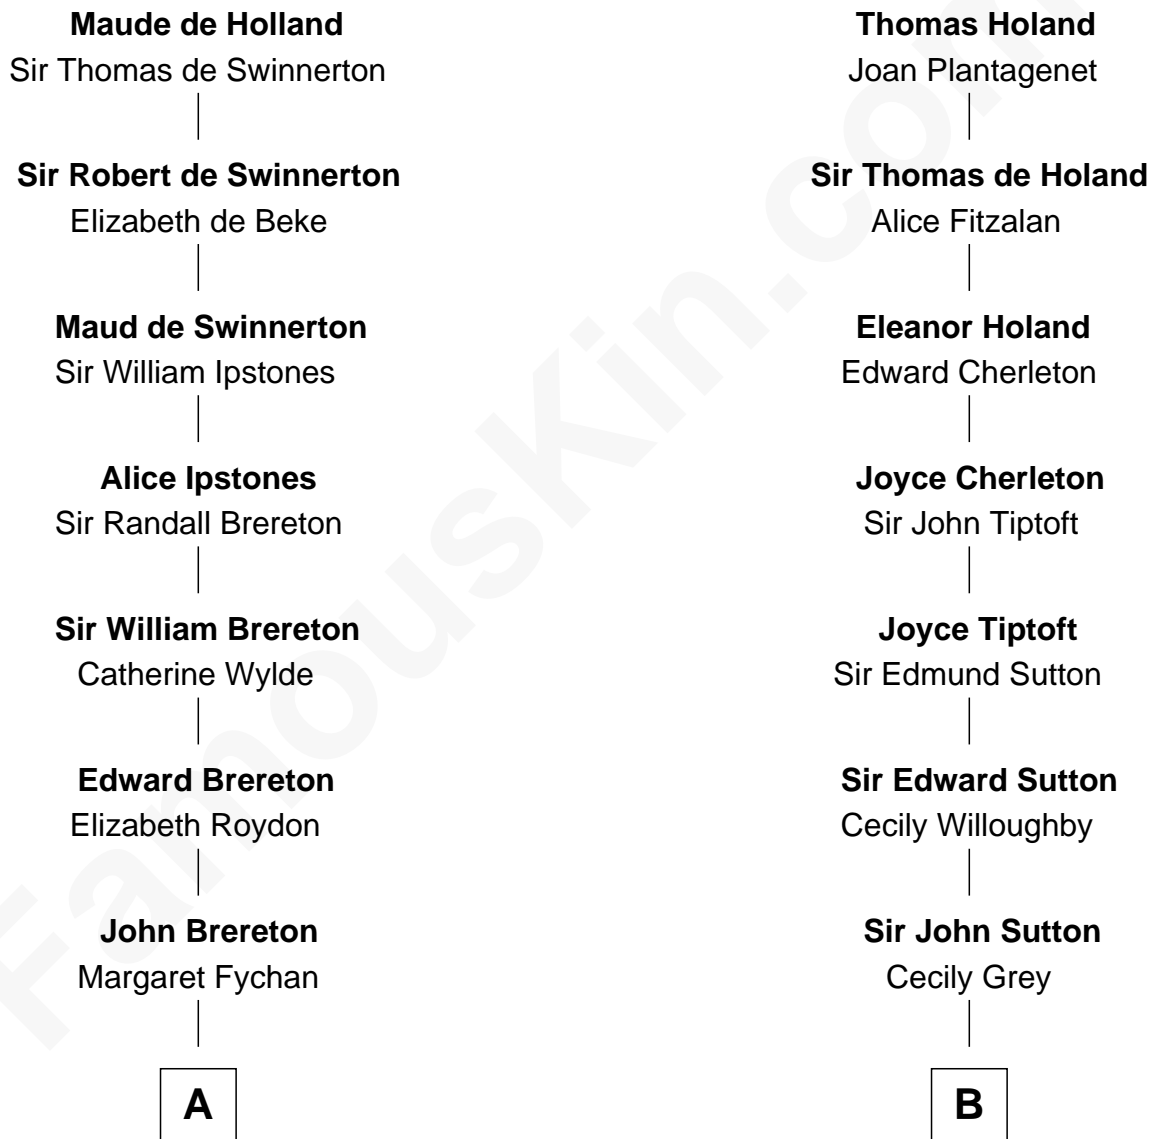 Maude de Holland
Sir Thomas de Swinnerton
Sir Robert de Swinnerton
Elizabeth de Beke
Maud de Swinnerton
Sir William Ipstones
Alice Ipstones
Sir Randall Brereton
Sir William Brereton
Catherine Wylde
Edward Brereton
Elizabeth Roydon
John Brereton
Margaret Fychan
A
Thomas Holand
Joan Plantagenet
Sir Thomas de Holand
Alice Fitzalan
Eleanor Holand
Edward Cherleton
Joyce Cherleton
Sir John Tiptoft
Joyce Tiptoft
Sir Edmund Sutton
Sir Edward Sutton
Cecily Willoughby
Sir John Sutton
Cecily Grey
B
FamousKin.com